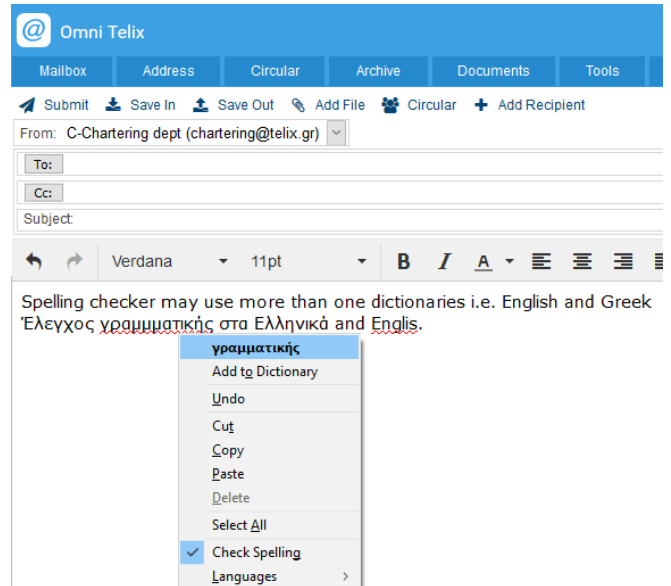 @ Omni Telix
Mailbox Address Circular Archive Documents Tools
Submit Save In Save Out Add File Circular Add Recipient
From: C-Chartering dept (chartering@telix.gr)
To:
Cc:
Subject:
Verdana 11pt B I A
Spelling checker may use more than one dictionaries i.e. English and Greek
Έλεγχος γραμμματικής στα Ελληνικά and Englis.
γραμματικής
Add to Dictionary
Undo
Cut
Copy
Paste
Delete
Select All
Check Spelling
Languages